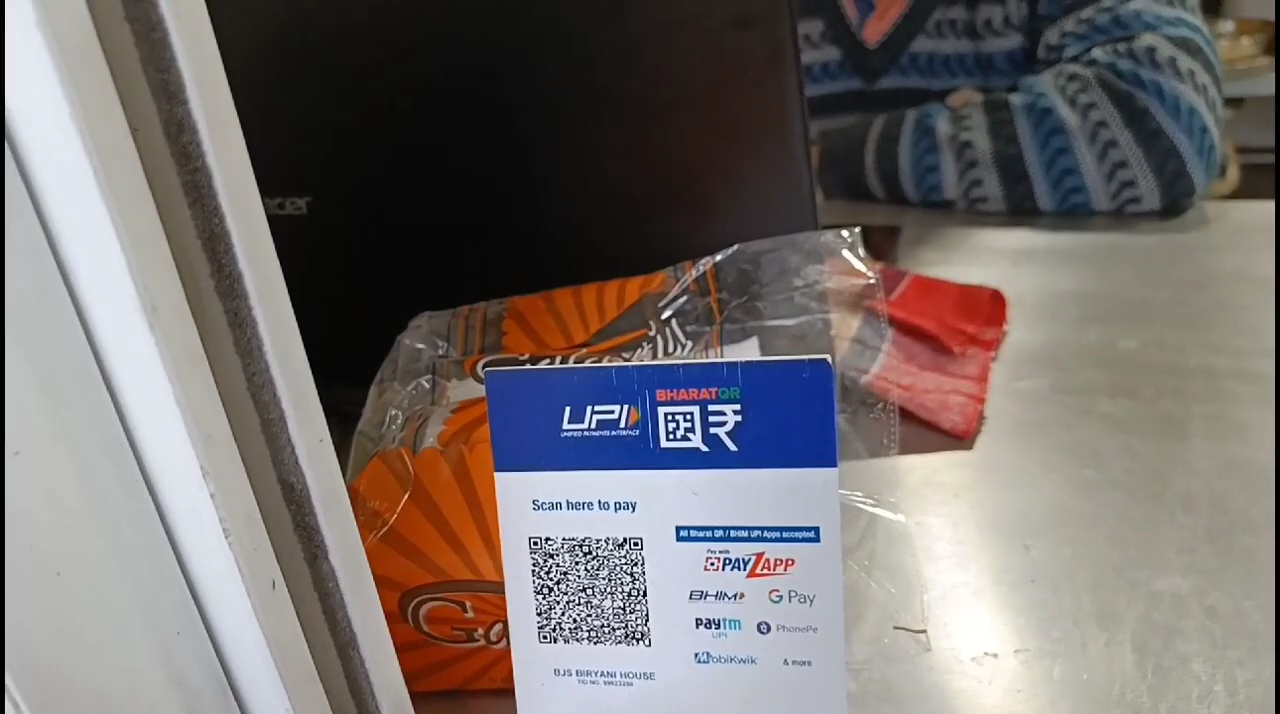 acer
UPI
UNIFIED PAYMENTS INTERFACE
BHARATQR
Scan here to pay
All Bharat QR / BHIM UPI Apps accepted.
Pay with
PAYZAPP
BHIM
G Pay
paytm
UPI
PhonePe
MobiKwik
& more
BJS BIRYANI HOUSE